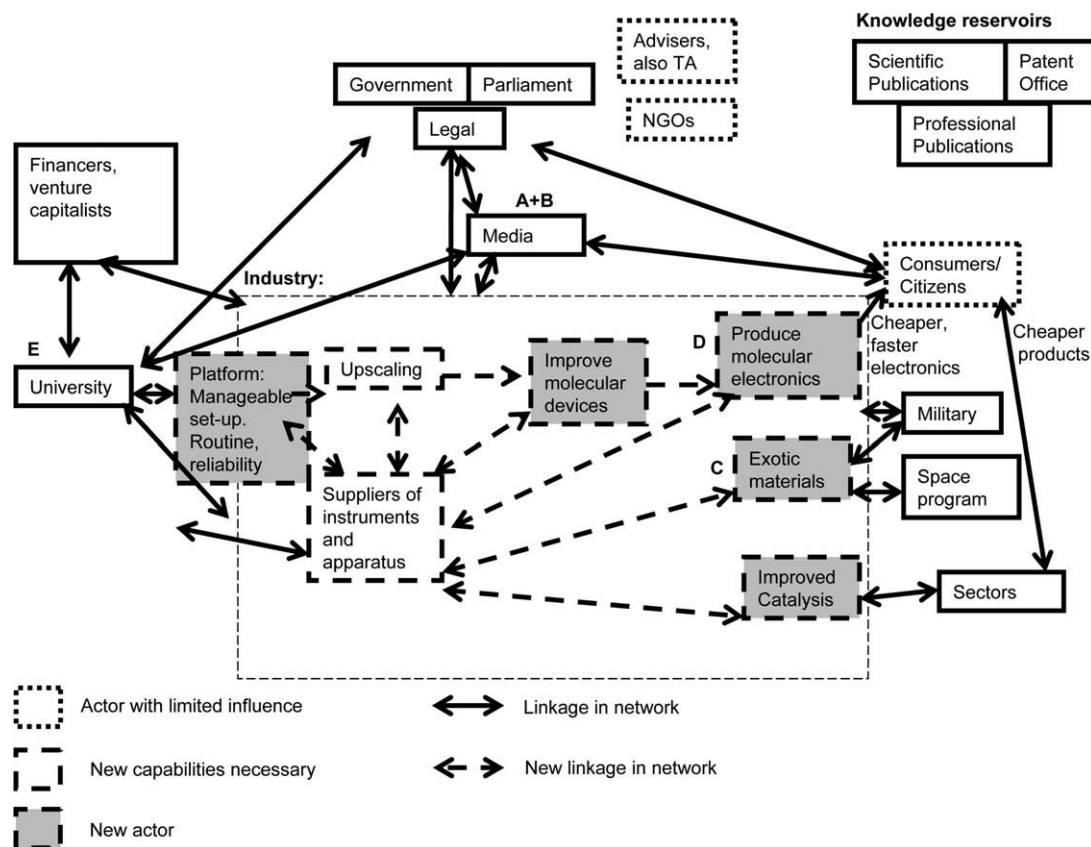 Knowledge reservoirs
Scientific
Publications
Patent
Office
Professional
Publications
Advisers,
also TA
NGOs
Government
Parliament
Legal
Financers,
venture
capitalists
A+B
Media
Industry:
Consumers/
Citizens
E
University
Platform:
Manageable
set-up.
Routine,
reliability
Upscaling
Improve
molecular
devices
D
Produce
molecular
electronics
Cheaper,
faster
electronics
Cheaper
products
Military
C
Exotic
materials
Space
program
Suppliers of
instruments
and
apparatus
Improved
Catalysis
Sectors
Actor with limited influence
Linkage in network
New capabilities necessary
New linkage in network
New actor